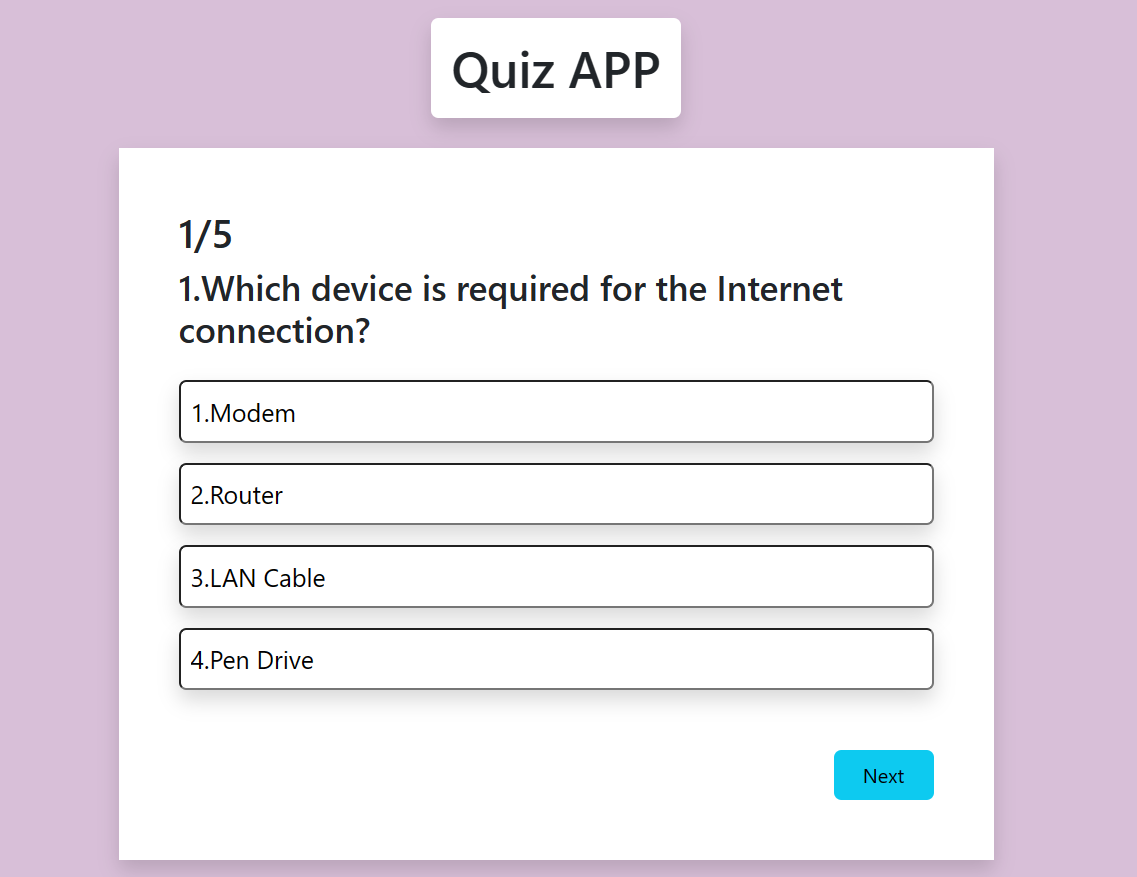 Quiz APP
1/5
1.Which device is required for the Internet
connection?
1.Modem
2.Router
3.LAN Cable
4.Pen Drive
Next